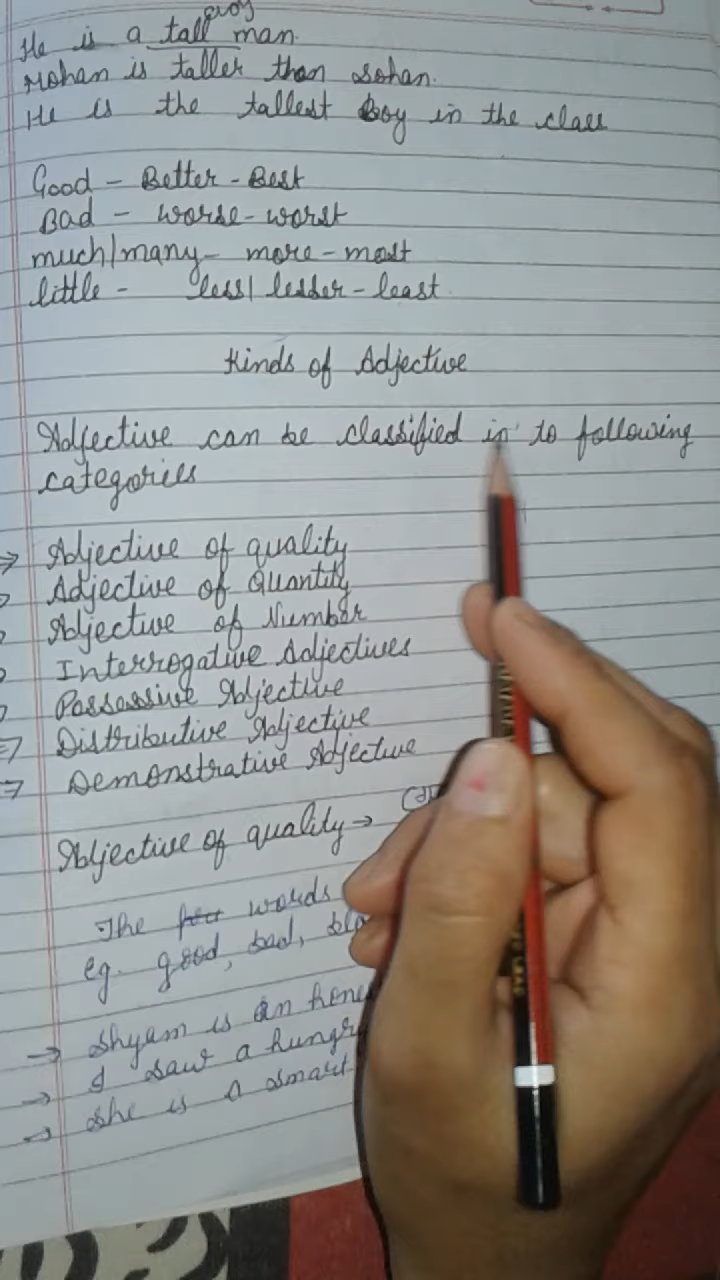 He is a tall man.
Mohan is taller than Sohan.
He is the tallest boy in the class
Good - Better - Best
Bad - worse - worst
much/many - more - most
little - less/lesser - least
Kinds of Adjective
Adjective can be classified in to following
categories
⇒ Adjective of quality
Adjective of Quantity
Adjective of Number
Interrogative Adjectives
Possessive Adjective
⇒ Distributive Adjective
⇒ Demonstrative Adjective
Adjective of quality →
The words
eg. good, bad,
→ Shyam is an
→ I saw a hungry
→ She is a smart